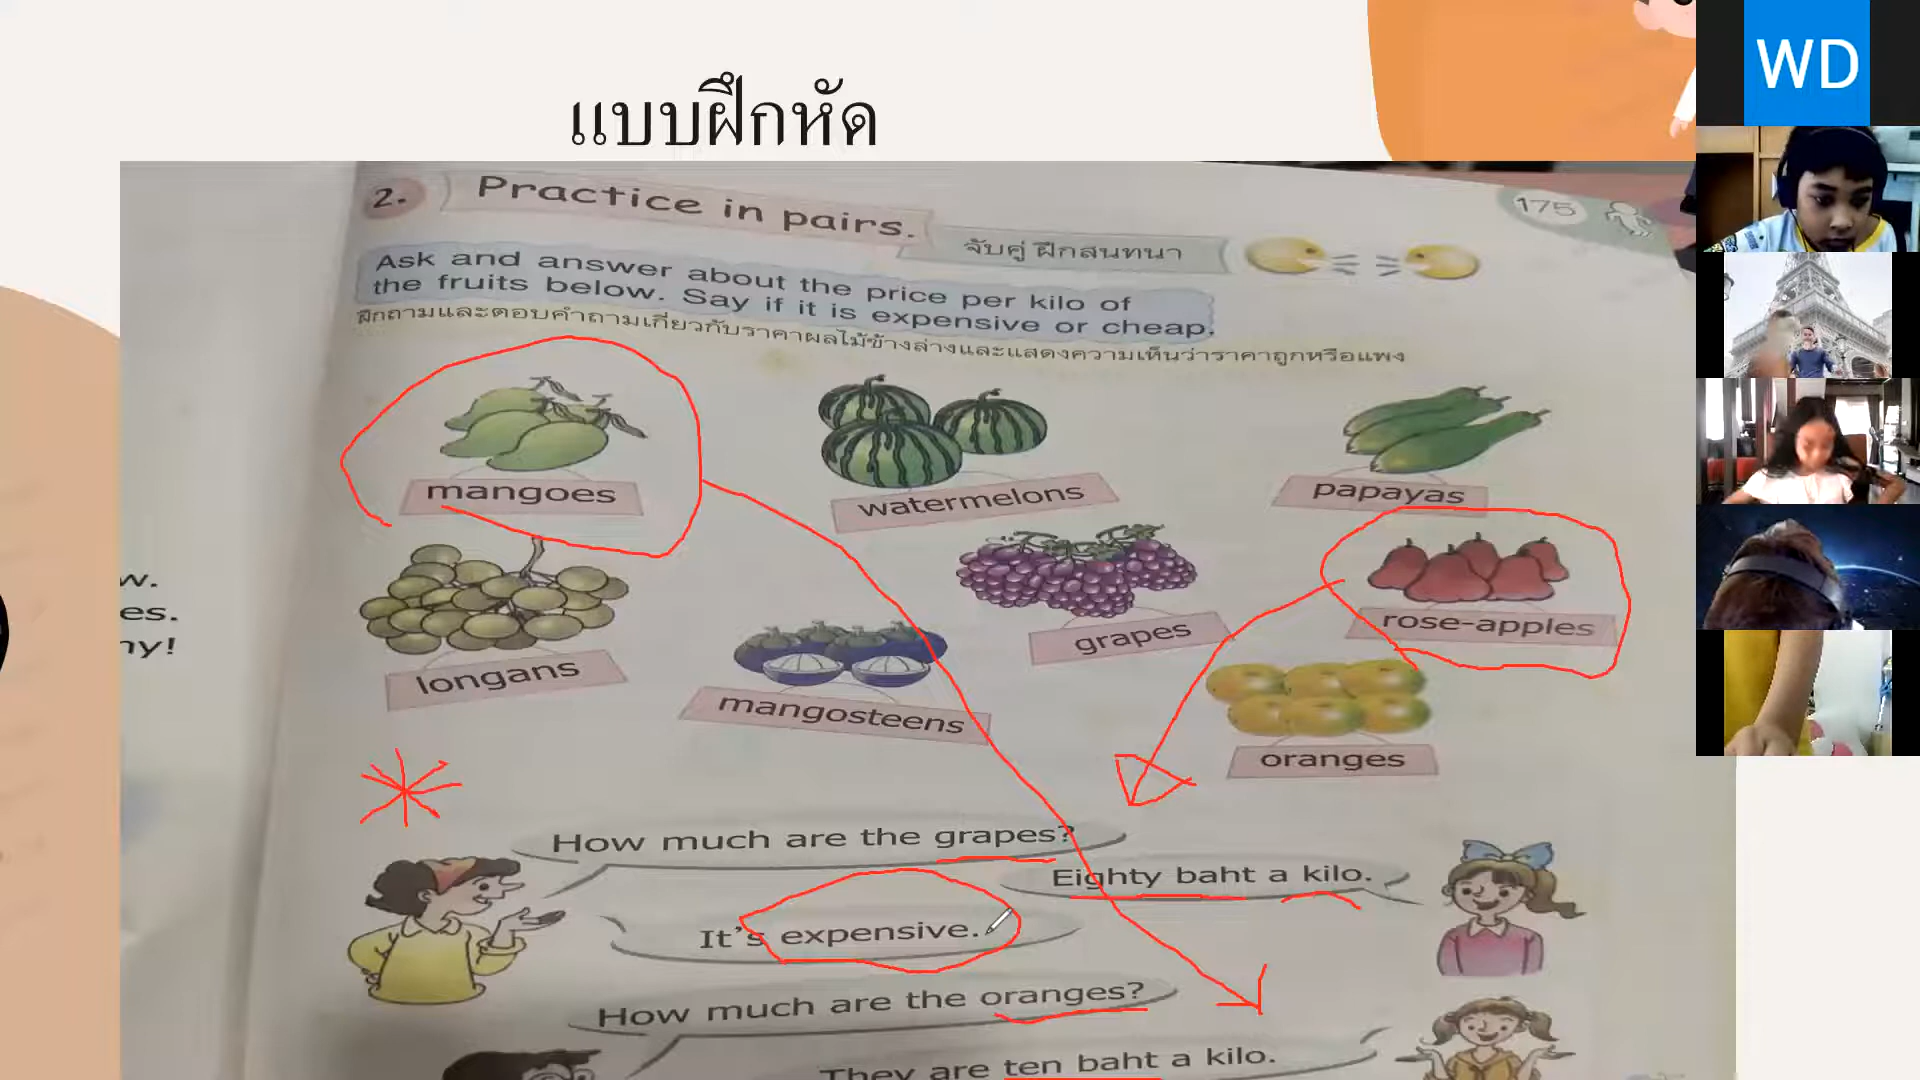 แบบฝึกหัด
WD
2. Practice in pairs.
175
จับคู่ ฝึกสนทนา
Ask and answer about the price per kilo of
the fruits below. Say if it is expensive or cheap.
ฝึกถามและตอบคำถามเกี่ยวกับราคาผลไม้ข้างล่างและแสดงความเห็นว่าราคาถูกหรือแพง
mangoes
watermelons
papayas
longans
mangosteens
grapes
rose-apples
oranges
w.
es.
ny!
How much are the grapes?
Eighty baht a kilo.
It's expensive.
How much are the oranges?
They are ten baht a kilo.